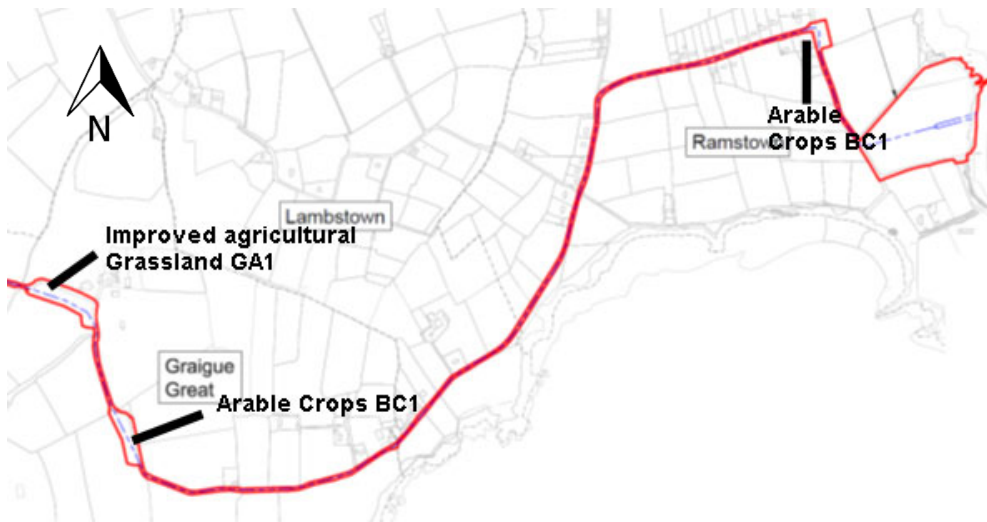 N
Arable
Crops BC1
Ramstown
Lambstown
Improved agricultural
Grassland GA1
Graigue
Great
Arable Crops BC1